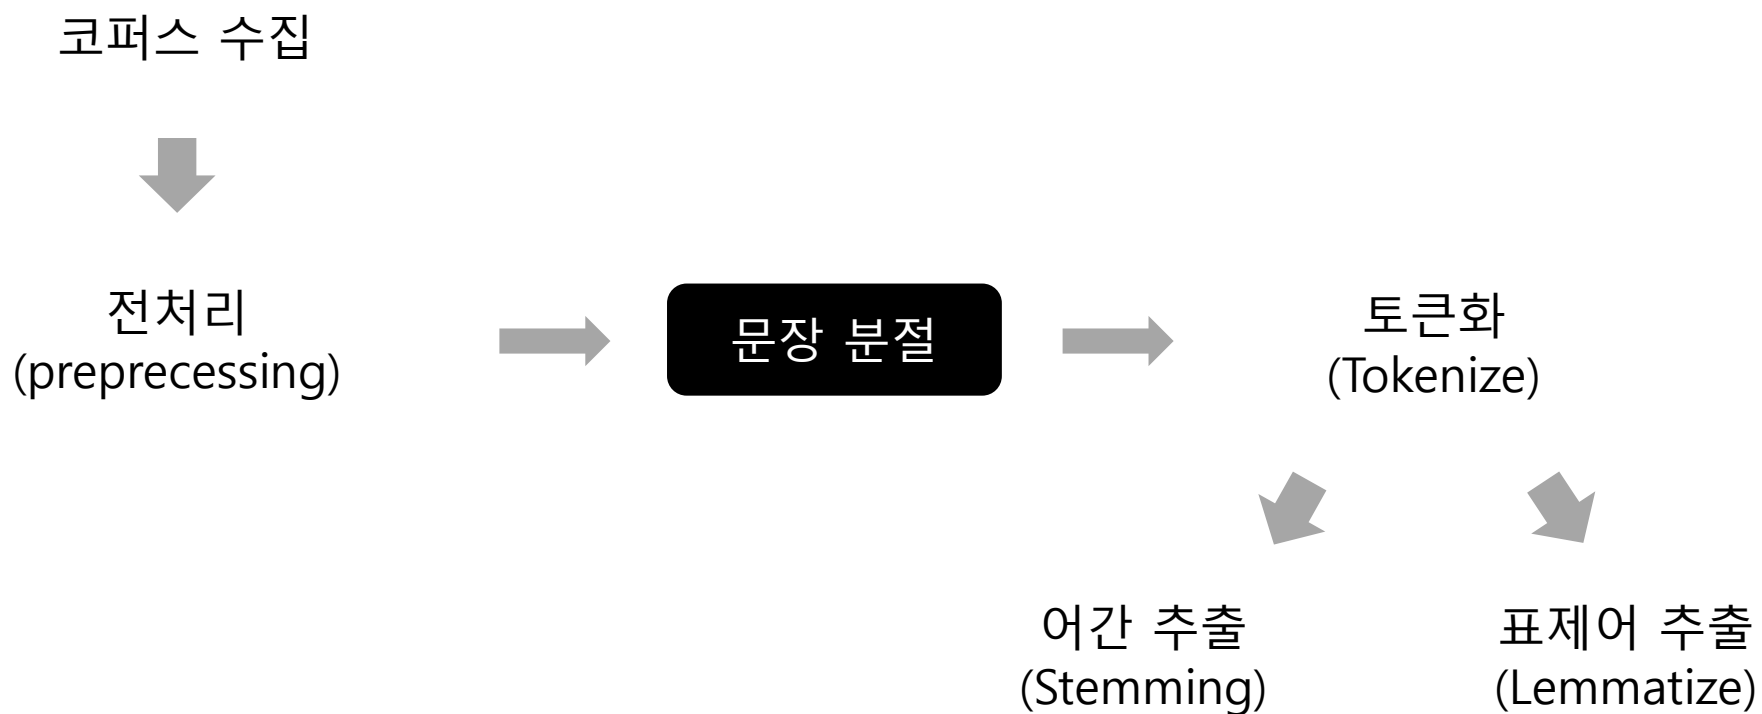 코퍼스 수집
전처리
(preprecessing)
문장 분절
토큰화
(Tokenize)
어간 추출
(Stemming)
표제어 추출
(Lemmatize)